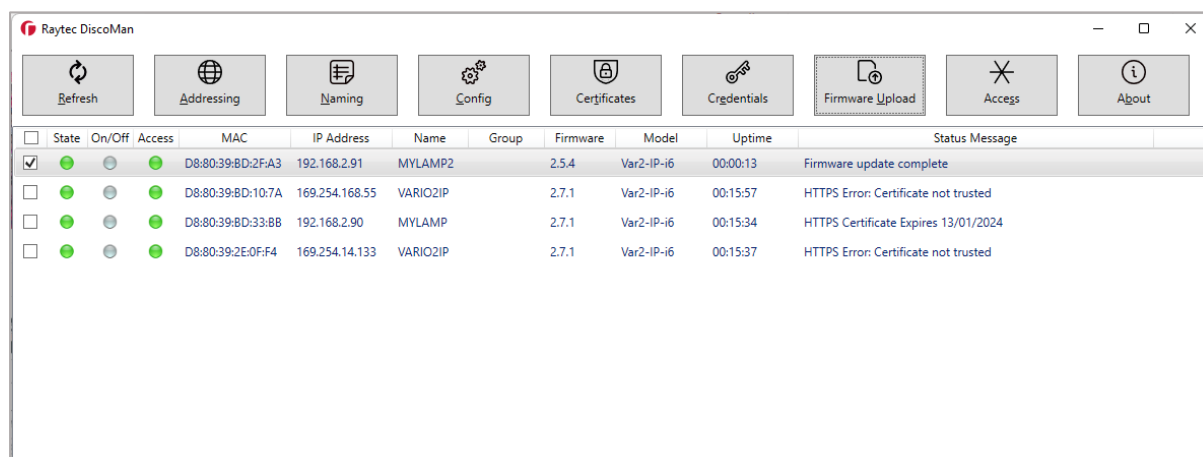 Raytec DiscoMan
Refresh Addressing Naming Config Certificates Credentials Firmware Upload Access About
State On/Off Access MAC IP Address Name Group Firmware Model Uptime Status Message
D8:80:39:BD:2F:A3 192.168.2.91 MYLAMP2 2.5.4 Var2-IP-i6 00:00:13 Firmware update complete
D8:80:39:BD:10:7A 169.254.168.55 VARIO2IP 2.7.1 Var2-IP-i6 00:15:57 HTTPS Error: Certificate not trusted
D8:80:39:BD:33:BB 192.168.2.90 MYLAMP 2.7.1 Var2-IP-i6 00:15:34 HTTPS Certificate Expires 13/01/2024
D8:80:39:2E:0F:F4 169.254.14.133 VARIO2IP 2.7.1 Var2-IP-i6 00:15:37 HTTPS Error: Certificate not trusted